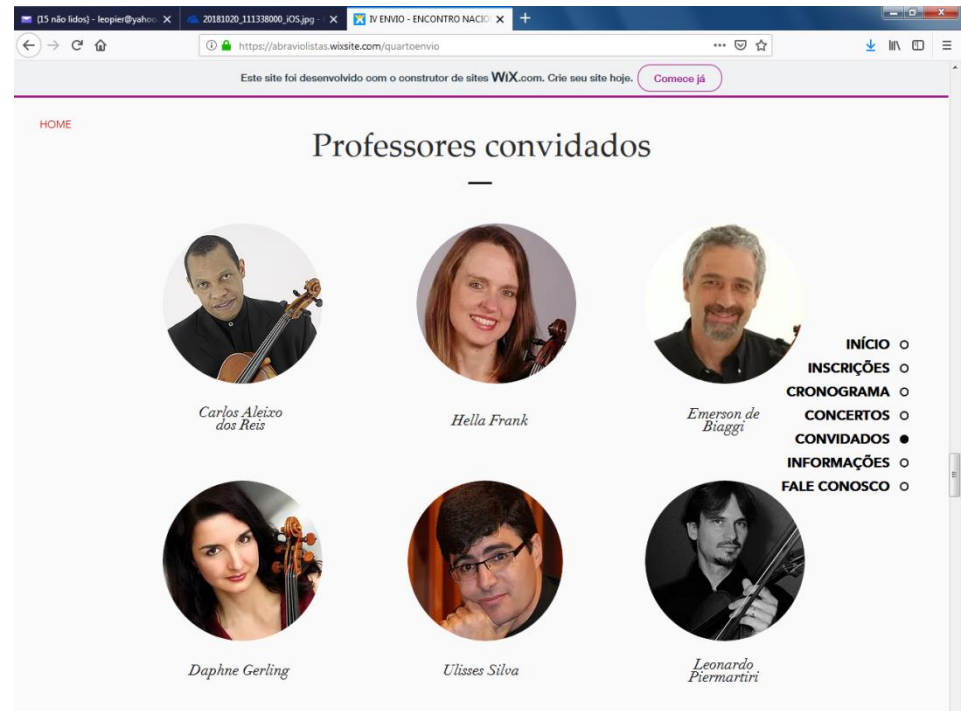 (15 não lidos) - leopier@yahoo
20181020_111338000_iOS.jpg -
IV ENVIO - ENCONTRO NACIO
https://abraviolistas.wixsite.com/quartoenvio
Este site foi desenvolvido com o construtor de sites WiX.com. Crie seu site hoje. Comece já
HOME
Professores convidados
Carlos Aleixo
dos Reis
Hella Frank
Emerson de
Biaggi
INÍCIO
INSCRIÇÕES
CRONOGRAMA
CONCERTOS
CONVIDADOS
INFORMAÇÕES
FALE CONOSCO
Daphne Gerling
Ulisses Silva
Leonardo
Piermartiri